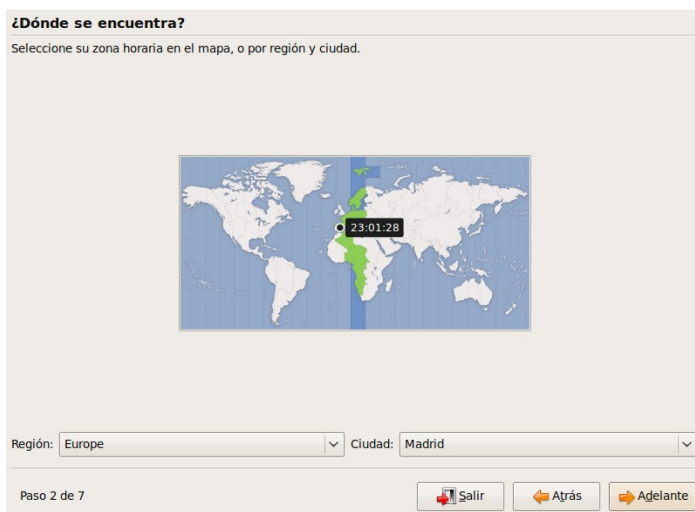 ¿Dónde se encuentra?
Seleccione su zona horaria en el mapa, o por región y ciudad.
23:01:28
Región: Europe Ciudad: Madrid
Paso 2 de 7 Salir Atrás Adelante